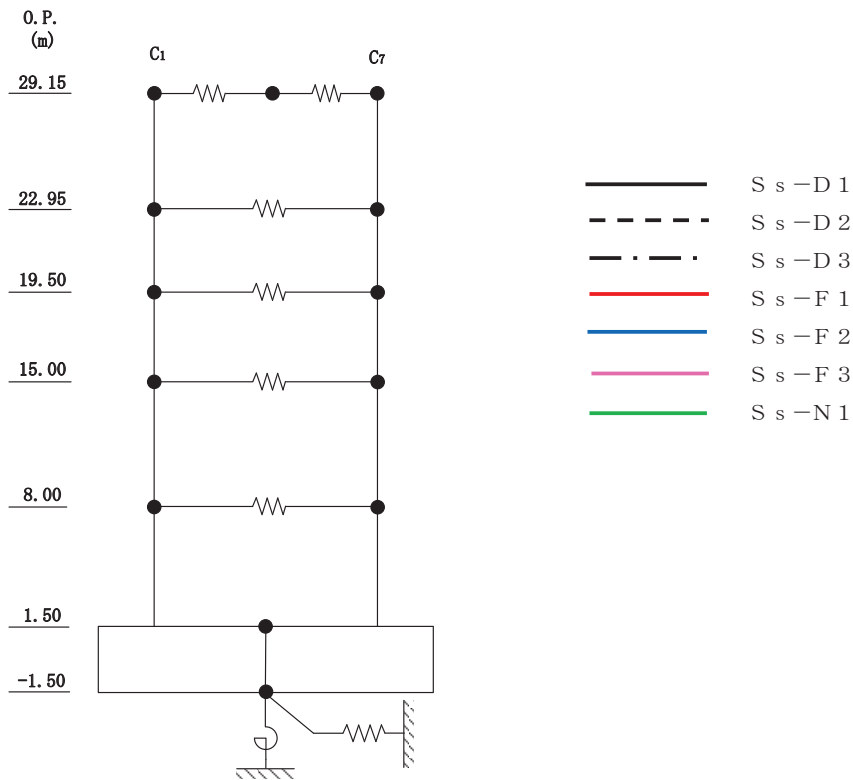 O.P.
(m)
C1
C7
29.15
22.95
19.50
15.00
8.00
1.50
-1.50
Ss-D1
Ss-D2
Ss-D3
Ss-F1
Ss-F2
Ss-F3
Ss-N1